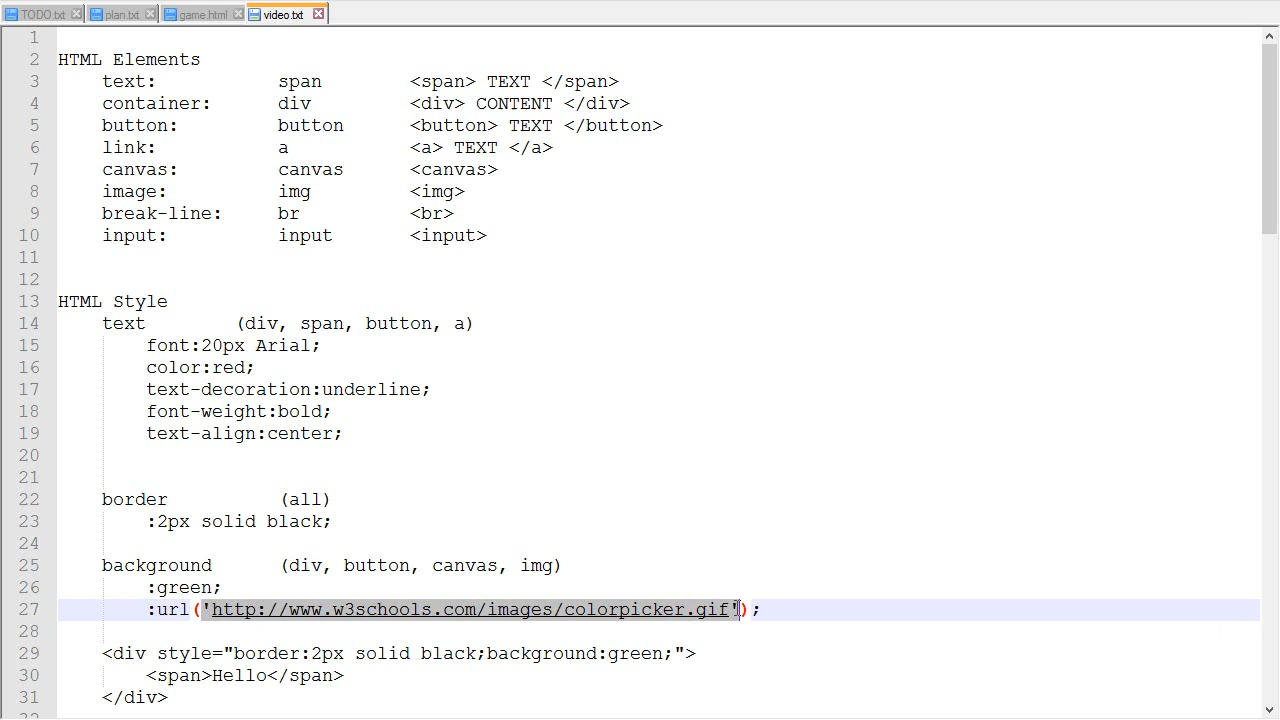 TODO.txt plan.txt game.html video.txt
1
2 HTML Elements
3 text: span <span> TEXT </span>
4 container: div <div> CONTENT </div>
5 button: button <button> TEXT </button>
6 link: a <a> TEXT </a>
7 canvas: canvas <canvas>
8 image: img <img>
9 break-line: br <br>
10 input: input <input>
11
12
13 HTML Style
14 text (div, span, button, a)
15 font:20px Arial;
16 color:red;
17 text-decoration:underline;
18 font-weight:bold;
19 text-align:center;
20
21
22 border (all)
23 :2px solid black;
24
25 background (div, button, canvas, img)
26 :green;
27 :url('http://www.w3schools.com/images/colorpicker.gif');
28
29 <div style="border:2px solid black;background:green;">
30 <span>Hello</span>
31 </div>
32